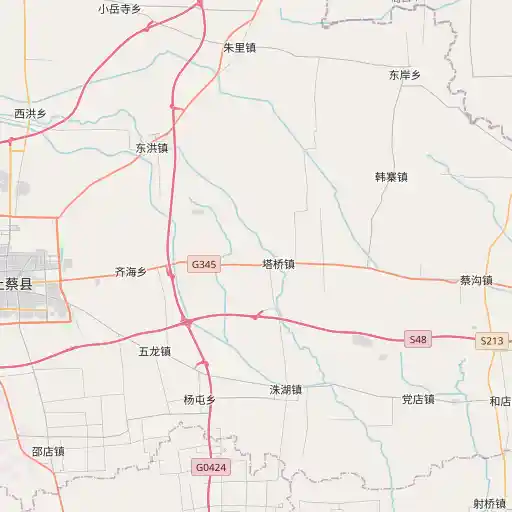 小岳寺乡
朱里镇
东岸乡
西洪乡
东洪镇
韩寨镇
G345
塔桥镇
齐海乡
蔡沟镇
上蔡县
S48
S213
五龙镇
洙湖镇
杨屯乡
党店镇
和店
邵店镇
G0424
射桥镇